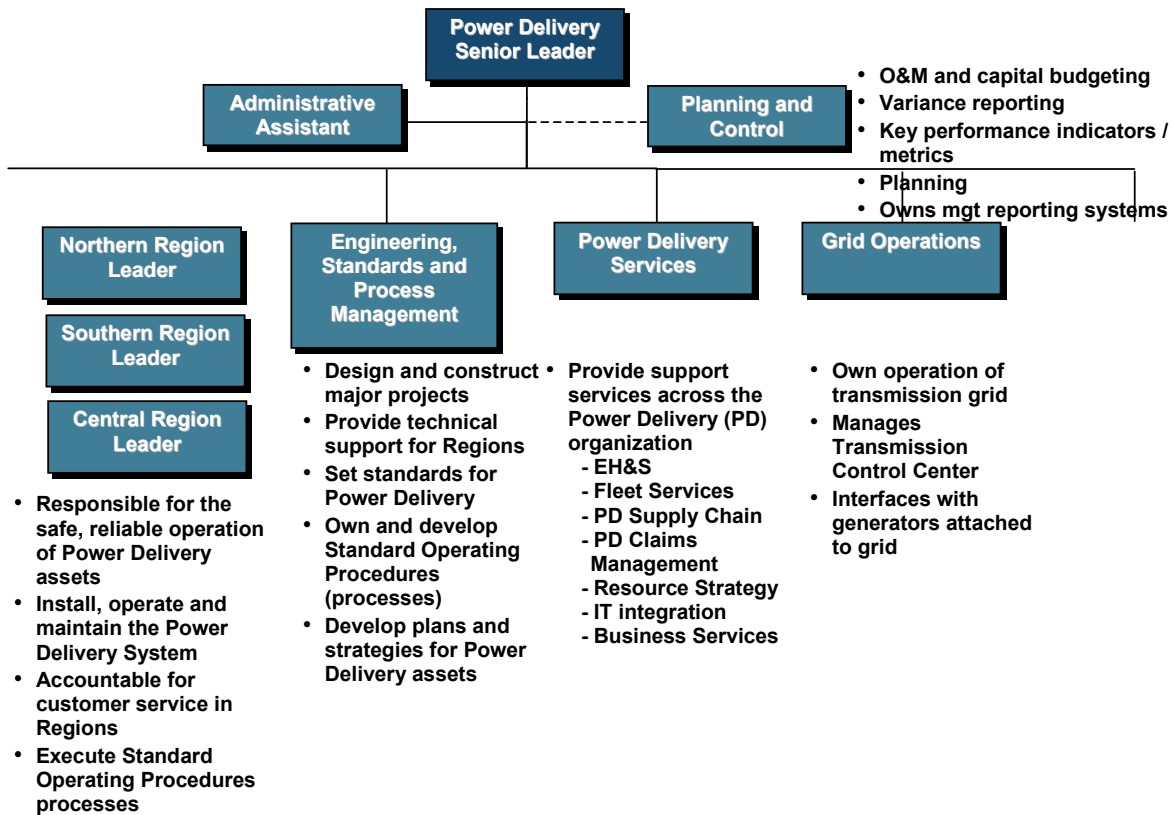 Power Delivery
Senior Leader
Administrative
Assistant
Planning and
Control
• O&M and capital budgeting
• Variance reporting
• Key performance indicators /
metrics
• Planning
• Owns mgt reporting systems
Northern Region
Leader
Southern Region
Leader
Central Region
Leader
• Responsible for the
safe, reliable operation
of Power Delivery
assets
• Install, operate and
maintain the Power
Delivery System
• Accountable for
customer service in
Regions
• Execute Standard
Operating Procedures
processes
Engineering,
Standards and
Process
Management
• Design and construct
major projects
• Provide technical
support for Regions
• Set standards for
Power Delivery
• Own and develop
Standard Operating
Procedures
(processes)
• Develop plans and
strategies for Power
Delivery assets
Power Delivery
Services
• Provide support
services across the
Power Delivery (PD)
organization
- EH&S
- Fleet Services
- PD Supply Chain
- PD Claims
Management
- Resource Strategy
- IT integration
- Business Services
Grid Operations
• Own operation of
transmission grid
• Manages
Transmission
Control Center
• Interfaces with
generators attached
to grid